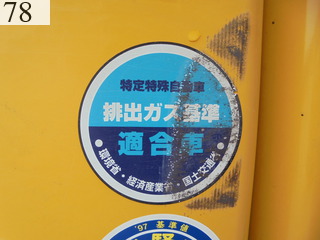 78
特定特殊自動車
排出ガス基準
適合車
・環境省・経済産業省・国土交通省・
'97 基準値